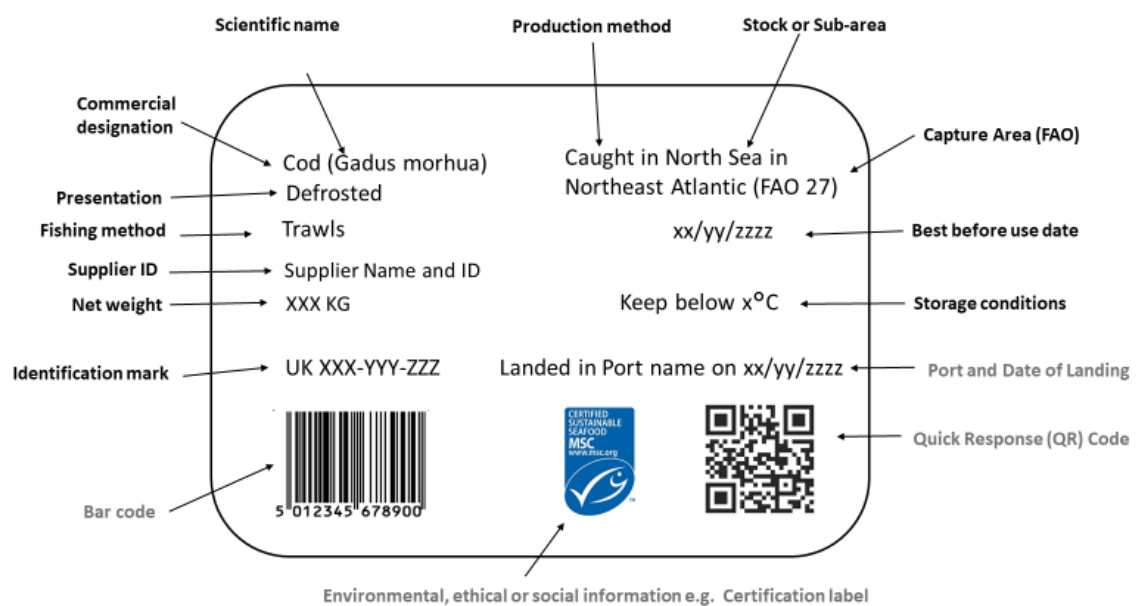 Scientific name
Production method
Stock or Sub-area
Commercial
designation
Capture Area (FAO)
Cod (Gadus morhua)
Caught in North Sea in
Northeast Atlantic (FAO 27)
Presentation
Defrosted
Fishing method
Trawls
xx/yy/zzzz
Best before use date
Supplier ID
Supplier Name and ID
Net weight
XXX KG
Keep below x°C
Storage conditions
Identification mark
UK XXX-YYY-ZZZ
Landed in Port name on xx/yy/zzzz
Port and Date of Landing
CERTIFIED
SUSTAINABLE
SEAFOOD
MSC
www.msc.org
TM
Quick Response (QR) Code
Bar code
5 012345 678900
Environmental, ethical or social information e.g. Certification label